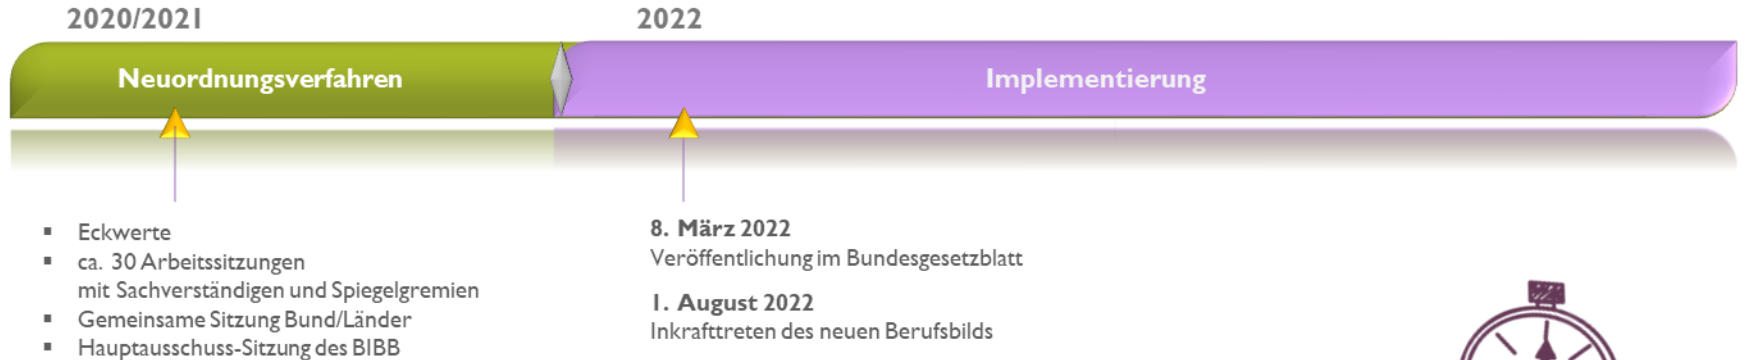 2020/2021
2022
Neuordnungsverfahren
Implementierung
▪ Eckwerte
▪ ca. 30 Arbeitssitzungen
mit Sachverständigen und Spiegelgremien
▪ Gemeinsame Sitzung Bund/Länder
▪ Hauptausschuss-Sitzung des BIBB
8. März 2022
Veröffentlichung im Bundesgesetzblatt
1. August 2022
Inkrafttreten des neuen Berufsbilds